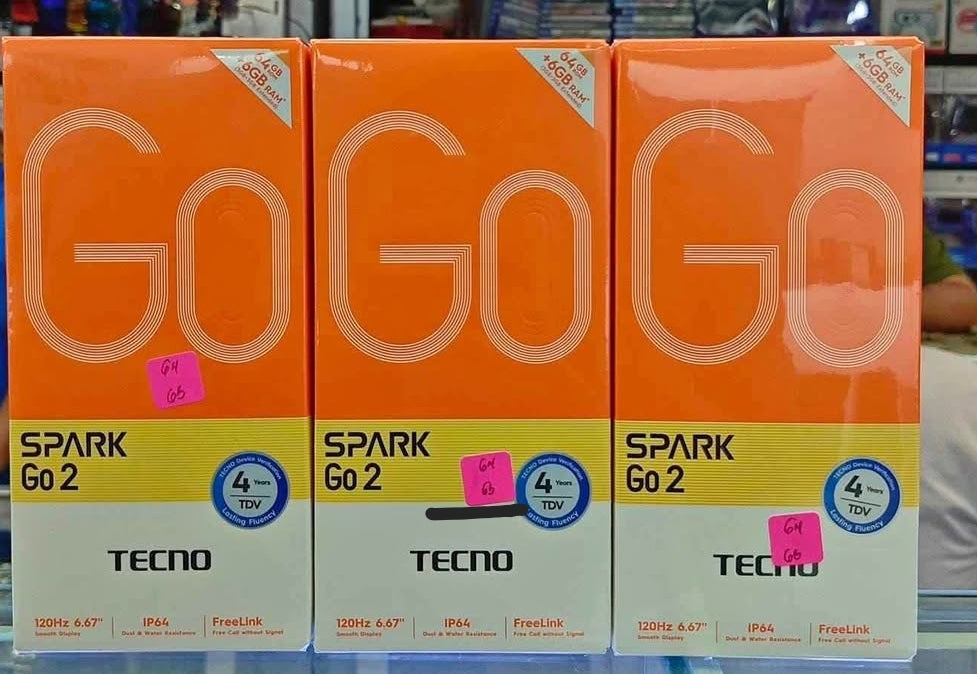 64GB
+6GB RAM*
Go
64
GB
SPARK
Go 2
TECNO Device Verification
4 Years
TDV
Lasting Fluency
TECNO
120Hz 6.67"
Smooth Display
IP64
Dust & Water Resistance
FreeLink
Free Call without Signal
64GB
+6GB RAM*
Go
SPARK
Go 2
64
GB
TECNO Device Verification
4 Years
TDV
Lasting Fluency
TECNO
120Hz 6.67"
Smooth Display
IP64
Dust & Water Resistance
FreeLink
Free Call without Signal
64GB
+6GB RAM*
Go
SPARK
Go 2
TECNO Device Verification
4 Years
TDV
Lasting Fluency
64
GB
TECNO
120Hz 6.67"
Smooth Display
IP64
Dust & Water Resistance
FreeLink
Free Call without Signal